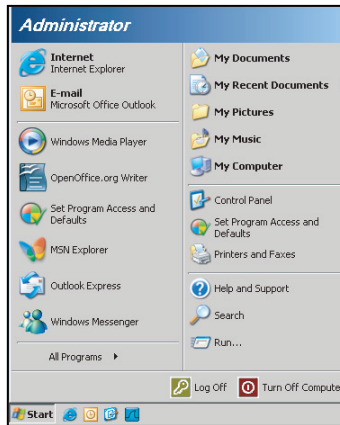 Administrator
Internet
Internet Explorer
E-mail
Microsoft Office Outlook
Windows Media Player
OpenOffice.org Writer
Set Program Access and
Defaults
MSN Explorer
Outlook Express
Windows Messenger
All Programs
My Documents
My Recent Documents
My Pictures
My Music
My Computer
Control Panel
Set Program Access and
Defaults
Printers and Faxes
Help and Support
Search
Run...
Log Off
Turn Off Compute
Start